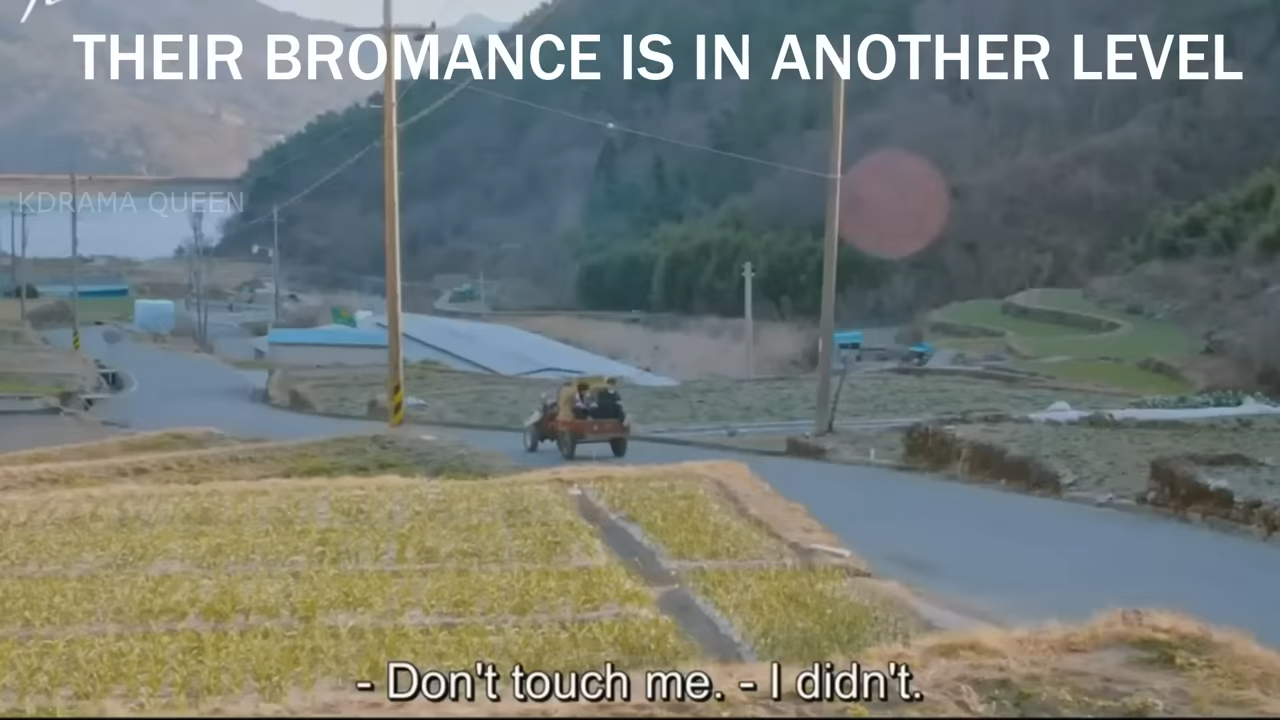 THEIR BROMANCE IS IN ANOTHER LEVEL
KDRAMA QUEEN
- Don't touch me. - I didn't.